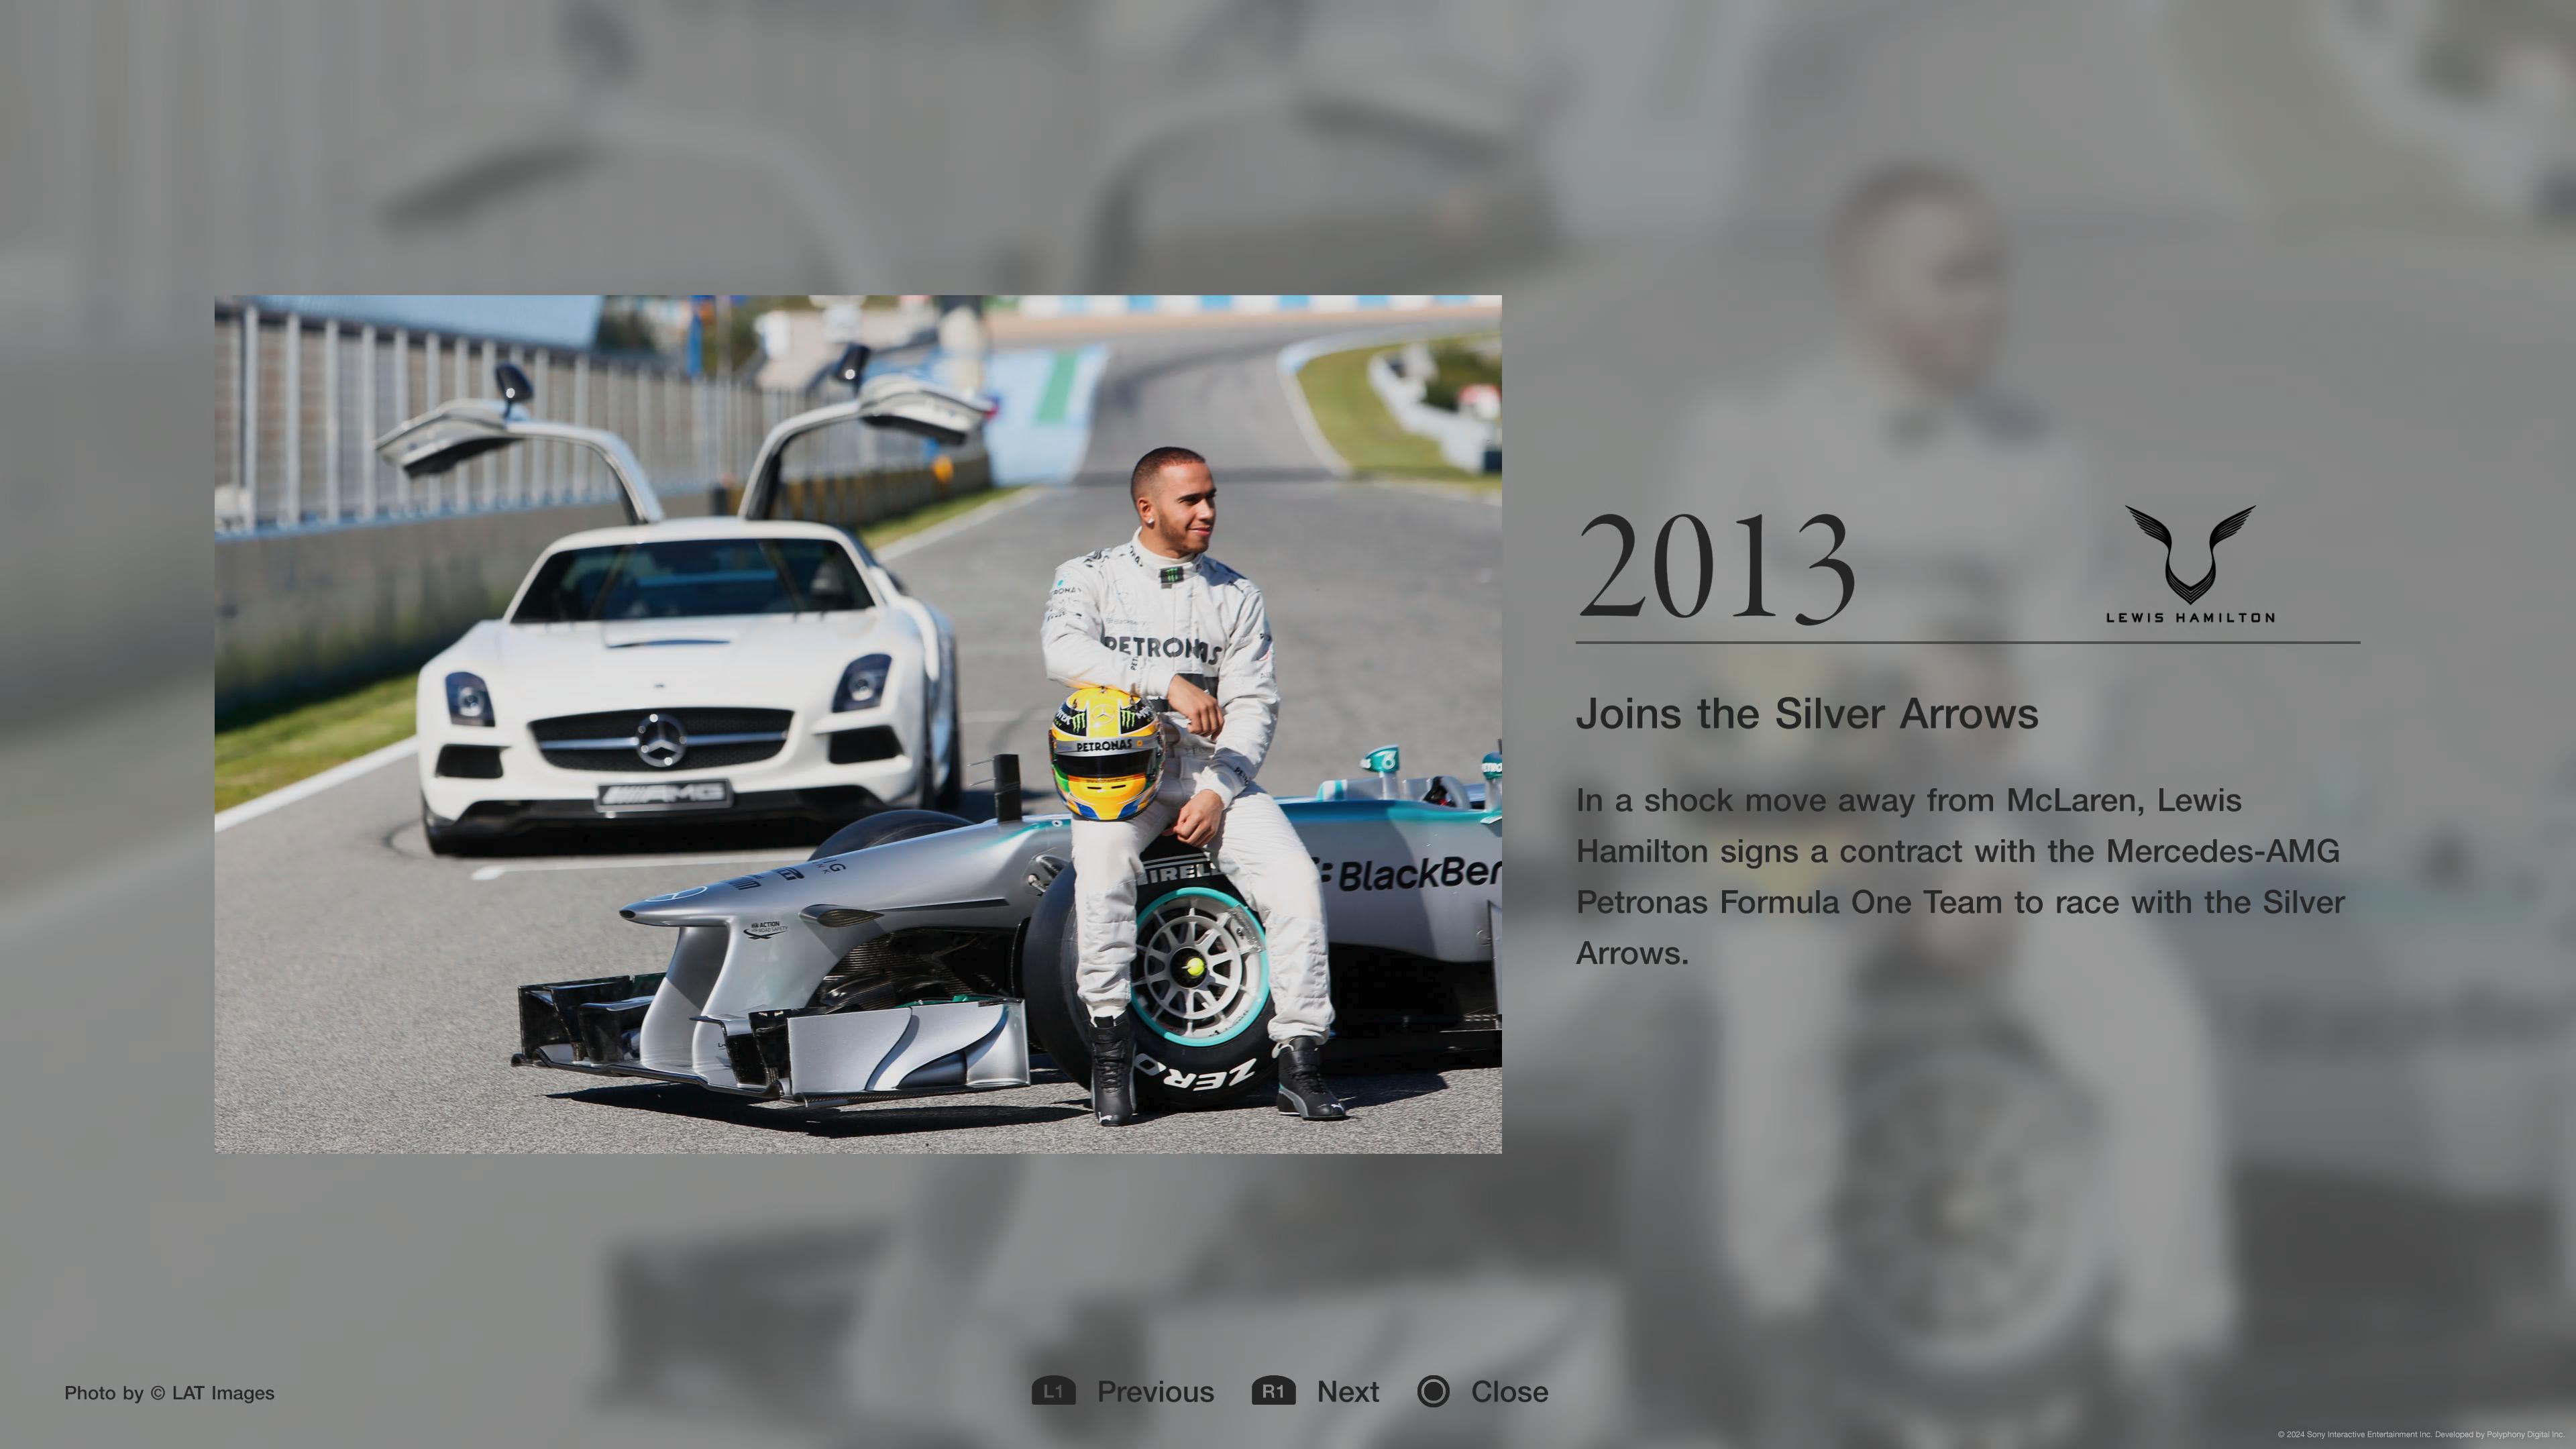 2013
LEWIS HAMILTON
Joins the Silver Arrows
In a shock move away from McLaren, Lewis
Hamilton signs a contract with the Mercedes-AMG
Petronas Formula One Team to race with the Silver
Arrows.
PETRONAS
PETRONAS
AMG
IREL
BlackBer
ZERO
Photo by © LAT Images
L1 Previous R1 Next Close
© 2024 Sony Interactive Entertainment Inc. Developed by Polyphony Digital Inc.